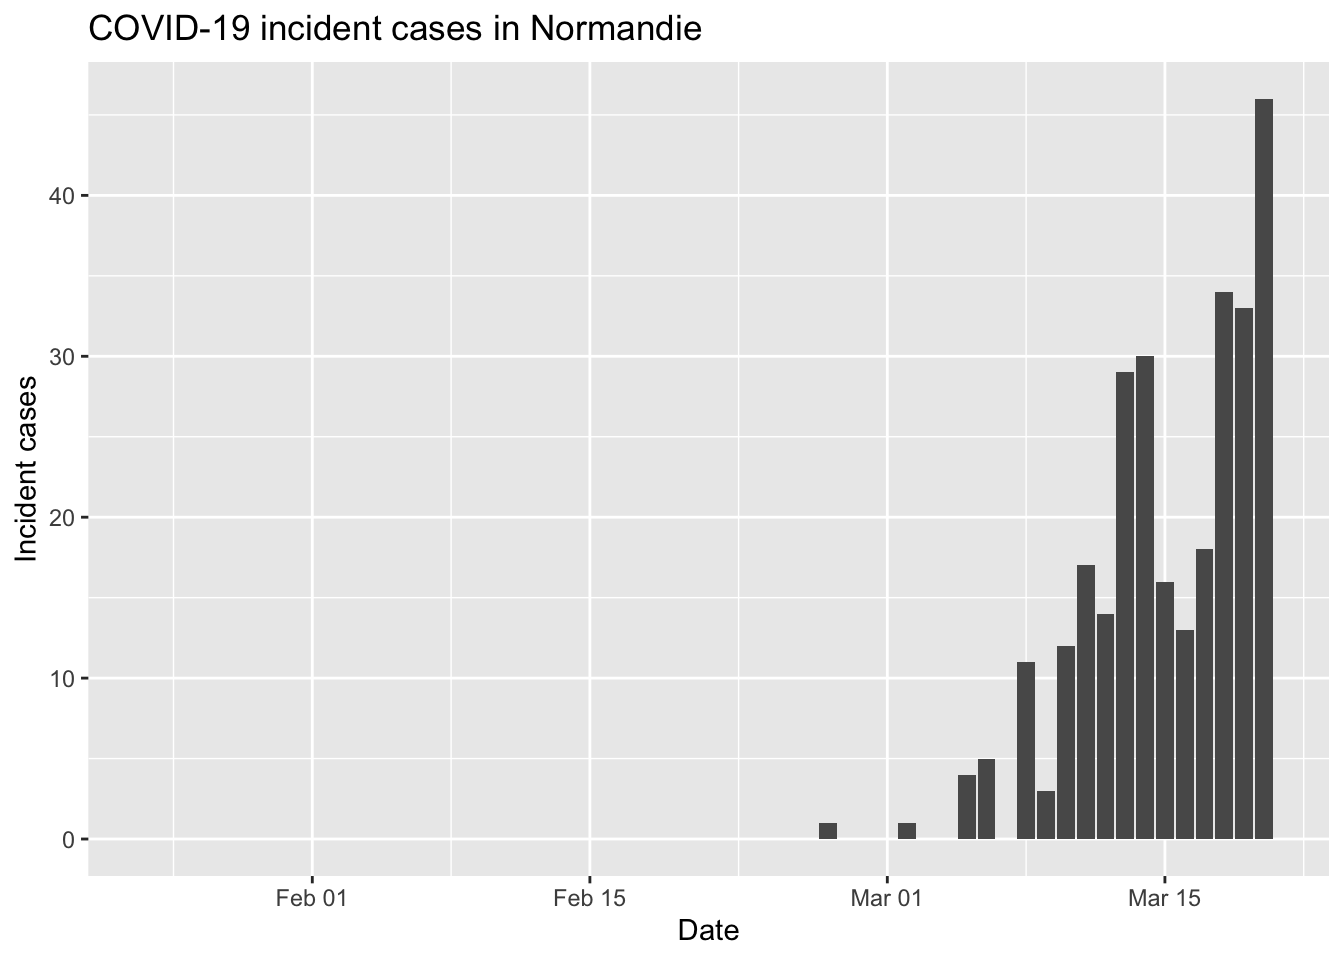 COVID-19 incident cases in Normandie
Incident cases
40
30
20
10
0
Feb 01
Feb 15
Mar 01
Mar 15
Date